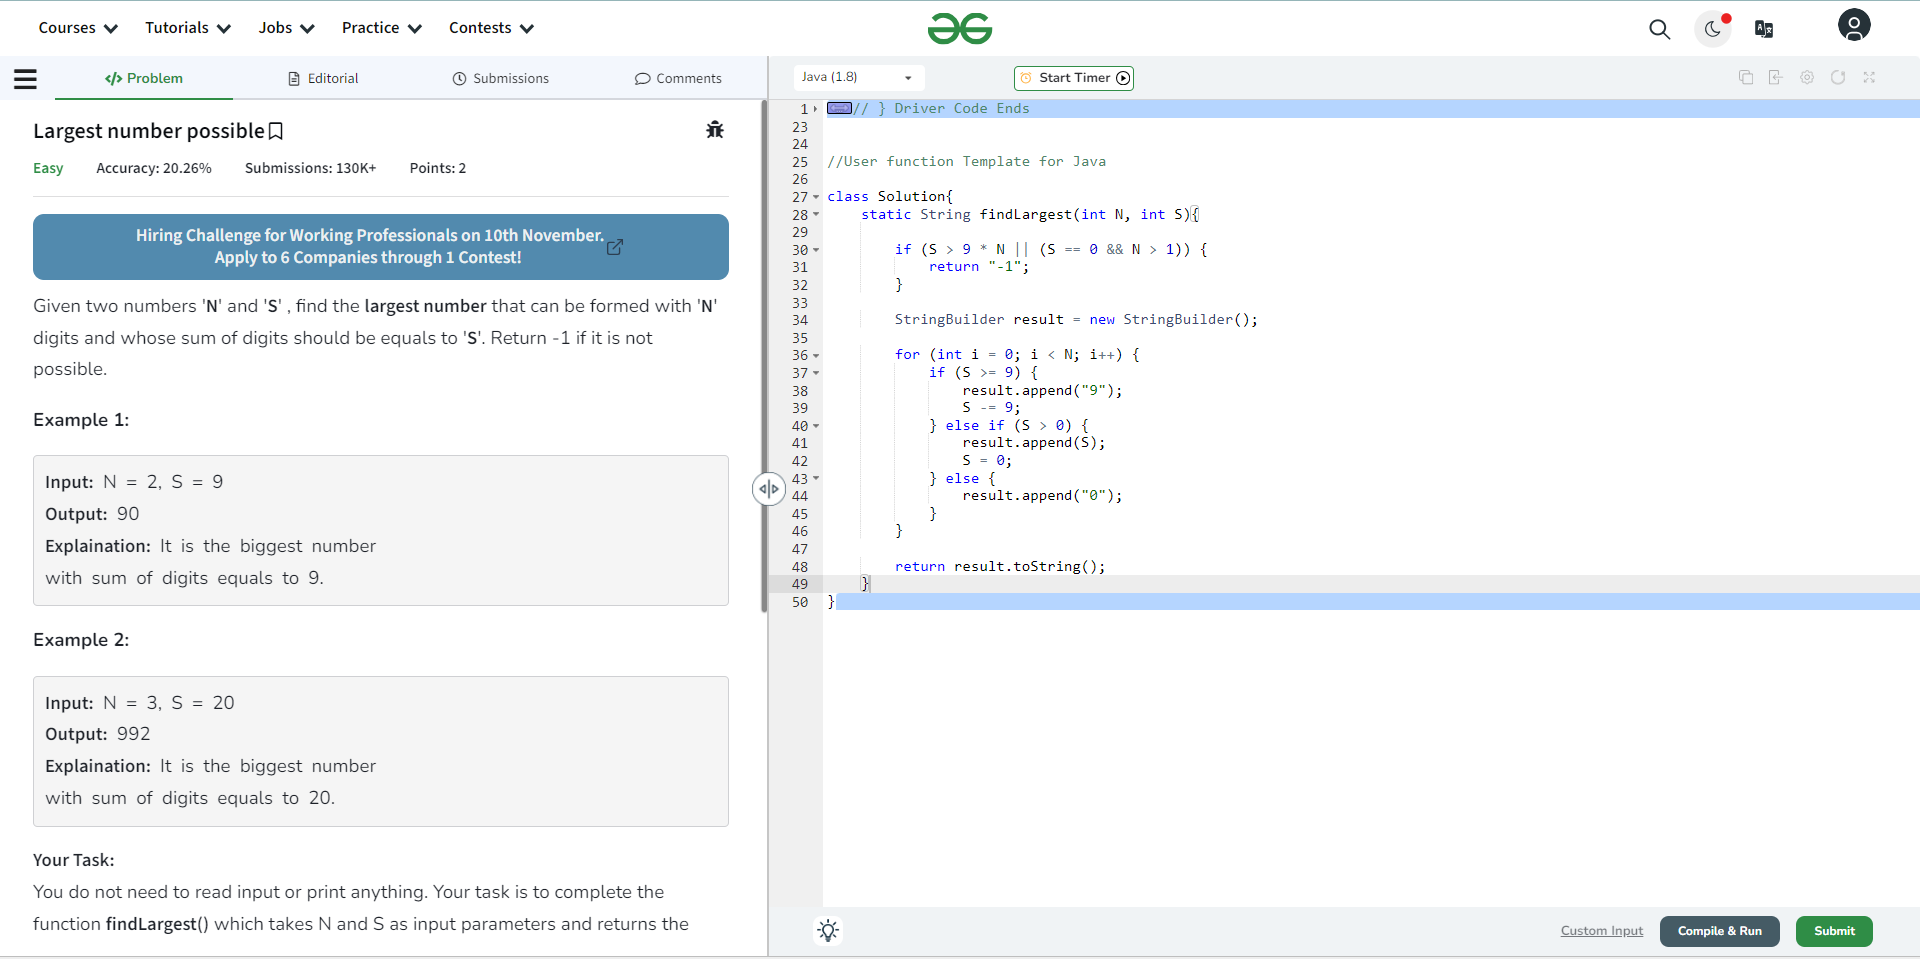 Courses Tutorials Jobs Practice Contests
Problem Editorial Submissions Comments
Largest number possible
Easy Accuracy: 20.26% Submissions: 130K+ Points: 2
Hiring Challenge for Working Professionals on 10th November.
Apply to 6 Companies through 1 Contest!
Given two numbers 'N' and 'S' , find the largest number that can be formed with 'N'
digits and whose sum of digits should be equals to 'S'. Return -1 if it is not
possible.
Example 1:
Input: N = 2, S = 9
Output: 90
Explaination: It is the biggest number
with sum of digits equals to 9.
Example 2:
Input: N = 3, S = 20
Output: 992
Explaination: It is the biggest number
with sum of digits equals to 20.
Your Task:
You do not need to read input or print anything. Your task is to complete the
function findLargest() which takes N and S as input parameters and returns the
Java (1.8) Start Timer
1 // } Driver Code Ends
23
24
25 //User function Template for Java
26
27 class Solution{
28 static String findLargest(int N, int S){
29
30 if (S > 9 * N || (S == 0 && N > 1)) {
31 return "-1";
32 }
33
34 StringBuilder result = new StringBuilder();
35
36 for (int i = 0; i < N; i++) {
37 if (S >= 9) {
38 result.append("9");
39 S -= 9;
40 } else if (S > 0) {
41 result.append(S);
42 S = 0;
43 } else {
44 result.append("0");
45 }
46 }
47
48 return result.toString();
49 }
50 }
Custom Input Compile & Run Submit